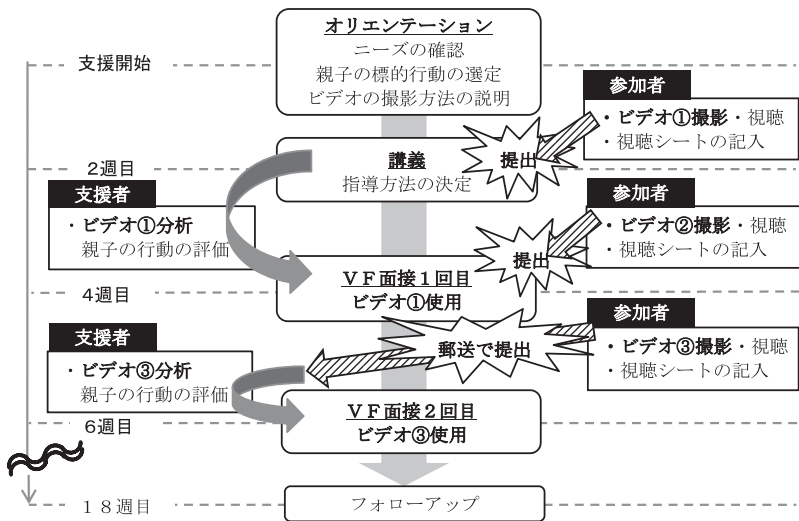 オリエンテーション
ニーズの確認
親子の標的行動の選定
ビデオの撮影方法の説明
支援開始
参加者
・ビデオ①撮影・視聴
・視聴シートの記入
提出
講義
指導方法の決定
2週目
支援者
・ビデオ①分析
親子の行動の評価
参加者
・ビデオ②撮影・視聴
・視聴シートの記入
提出
ＶＦ面接１回目
ビデオ①使用
4週目
参加者
・ビデオ③撮影・視聴
・視聴シートの記入
郵送で提出
支援者
・ビデオ③分析
親子の行動の評価
ＶＦ面接２回目
ビデオ③使用
6週目
１８週目
フォローアップ